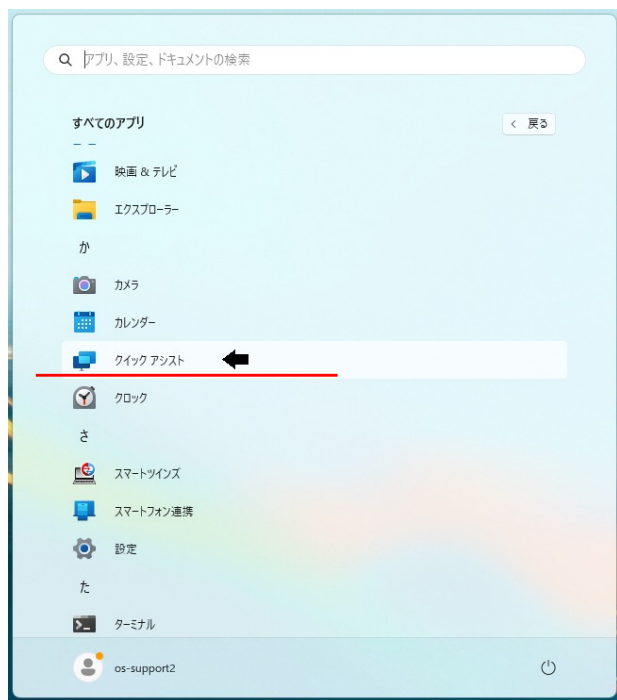 アプリ、設定、ドキュメントの検索
すべてのアプリ
< 戻る
映画 & テレビ
エクスプローラー
か
カメラ
カレンダー
クイック アシスト
クロック
さ
スマートツインズ
スマートフォン連携
設定
た
ターミナル
os-support2